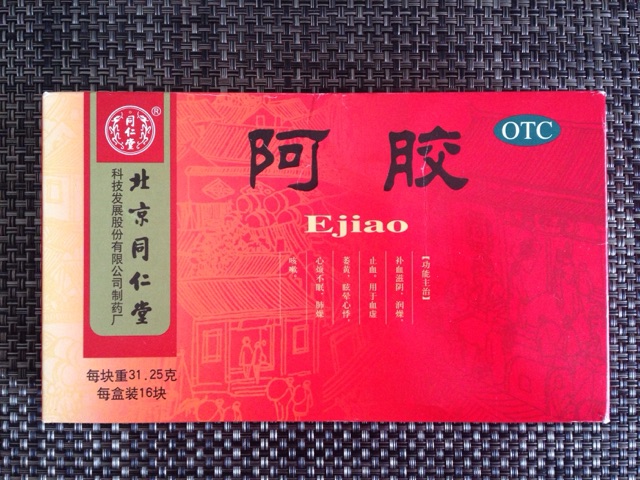 同仁堂
®
北京同仁堂
科技发展股份有限公司制药厂
每块重31.25克
每盒装16块
阿胶
Ejiao
OTC
【功能主治】
补血滋阴，润燥，
止血。用于血虚
萎黄，眩晕心悸，
心烦不眠，肺燥
咳嗽。